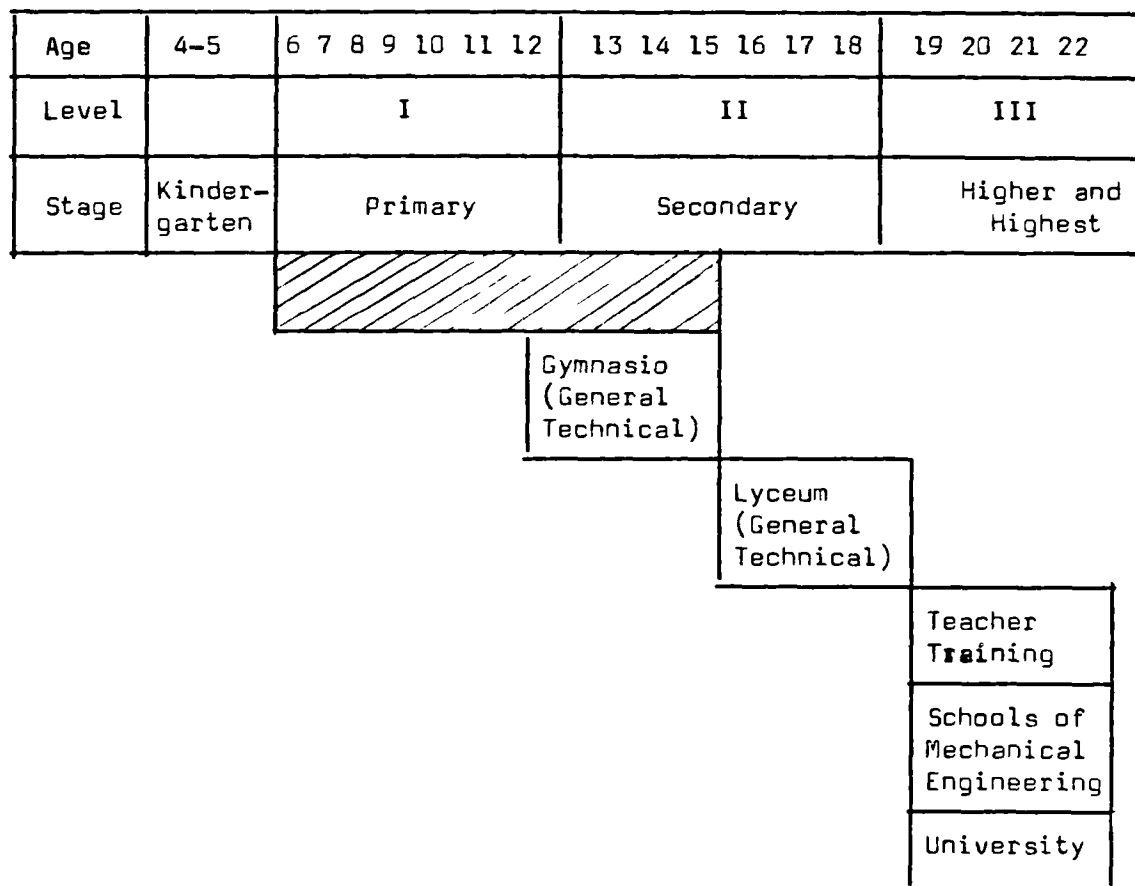 Age 4-5 6 7 8 9 10 11 12 13 14 15 16 17 18 19 20 21 22
Level I II III
Stage Kinder-
garten Primary Secondary Higher and
Highest
Gymnasio
(General
Technical)
Lyceum
(General
Technical)
Teacher
Training
Schools of
Mechanical
Engineering
University